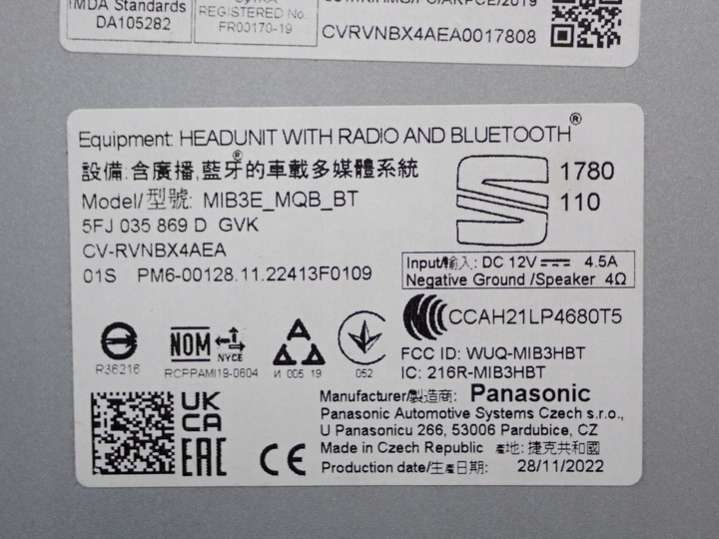 IMDA Standards
DA105282
REGISTERED No.
FR00170-19
CVRVNBX4AEA0017808
Equipment: HEADUNIT WITH RADIO AND BLUETOOTH®
設備:含廣播,藍牙®的車載多媒體系統
Model/型號: MIB3E_MQB_BT
5FJ 035 869 D GVK
CV-RVNBX4AEA
01S PM6-00128.11.22413F0109
1780
110
Input/輸入: DC 12V 4.5A
Negative Ground /Speaker 4Ω
CCAH21LP4680T5
R36216
NOM
NYCE
RCPPAMI19-0604
И 005 19
052
FCC ID: WUQ-MIB3HBT
IC: 216R-MIB3HBT
UK
CA
EAC
CE
Manufacturer/製造商: Panasonic
Panasonic Automotive Systems Czech s.r.o.,
U Panasonicu 266, 53006 Pardubice, CZ
Made in Czech Republic 產地: 捷克共和國
Production date/生產日期: 28/11/2022